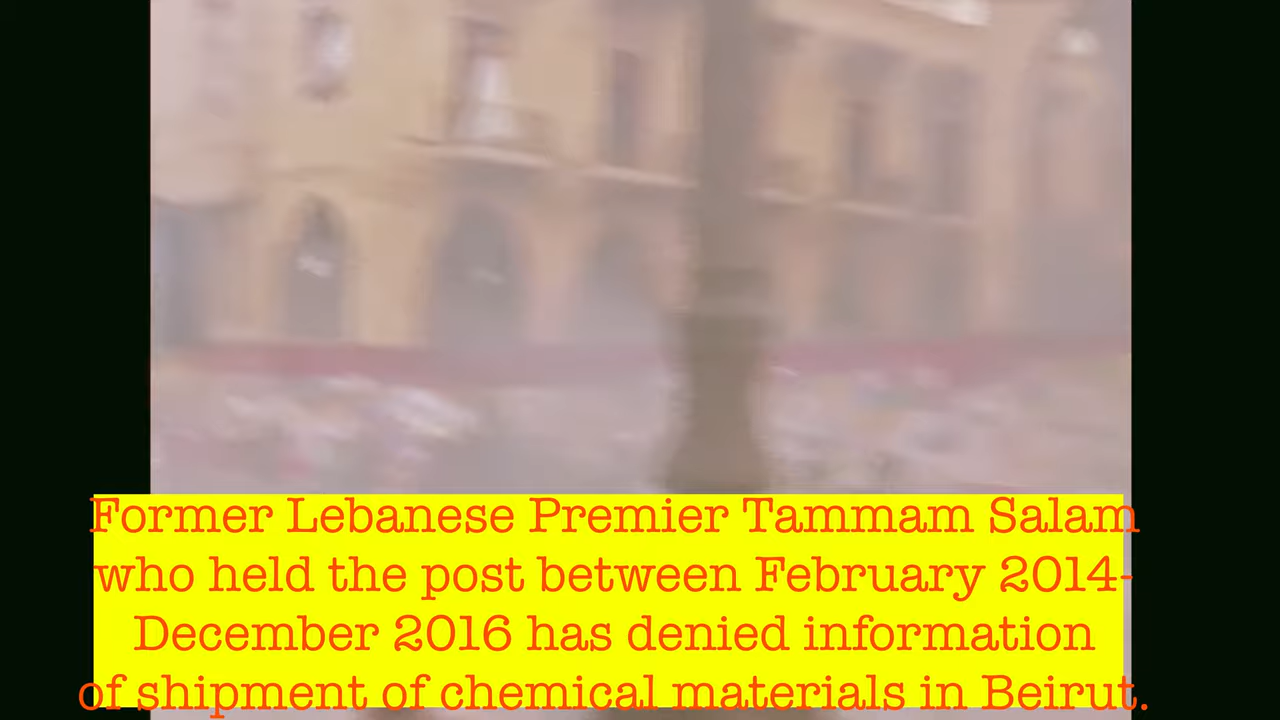 Former Lebanese Premier Tammam Salam
who held the post between February 2014-
December 2016 has denied information
of shipment of chemical materials in Beirut.